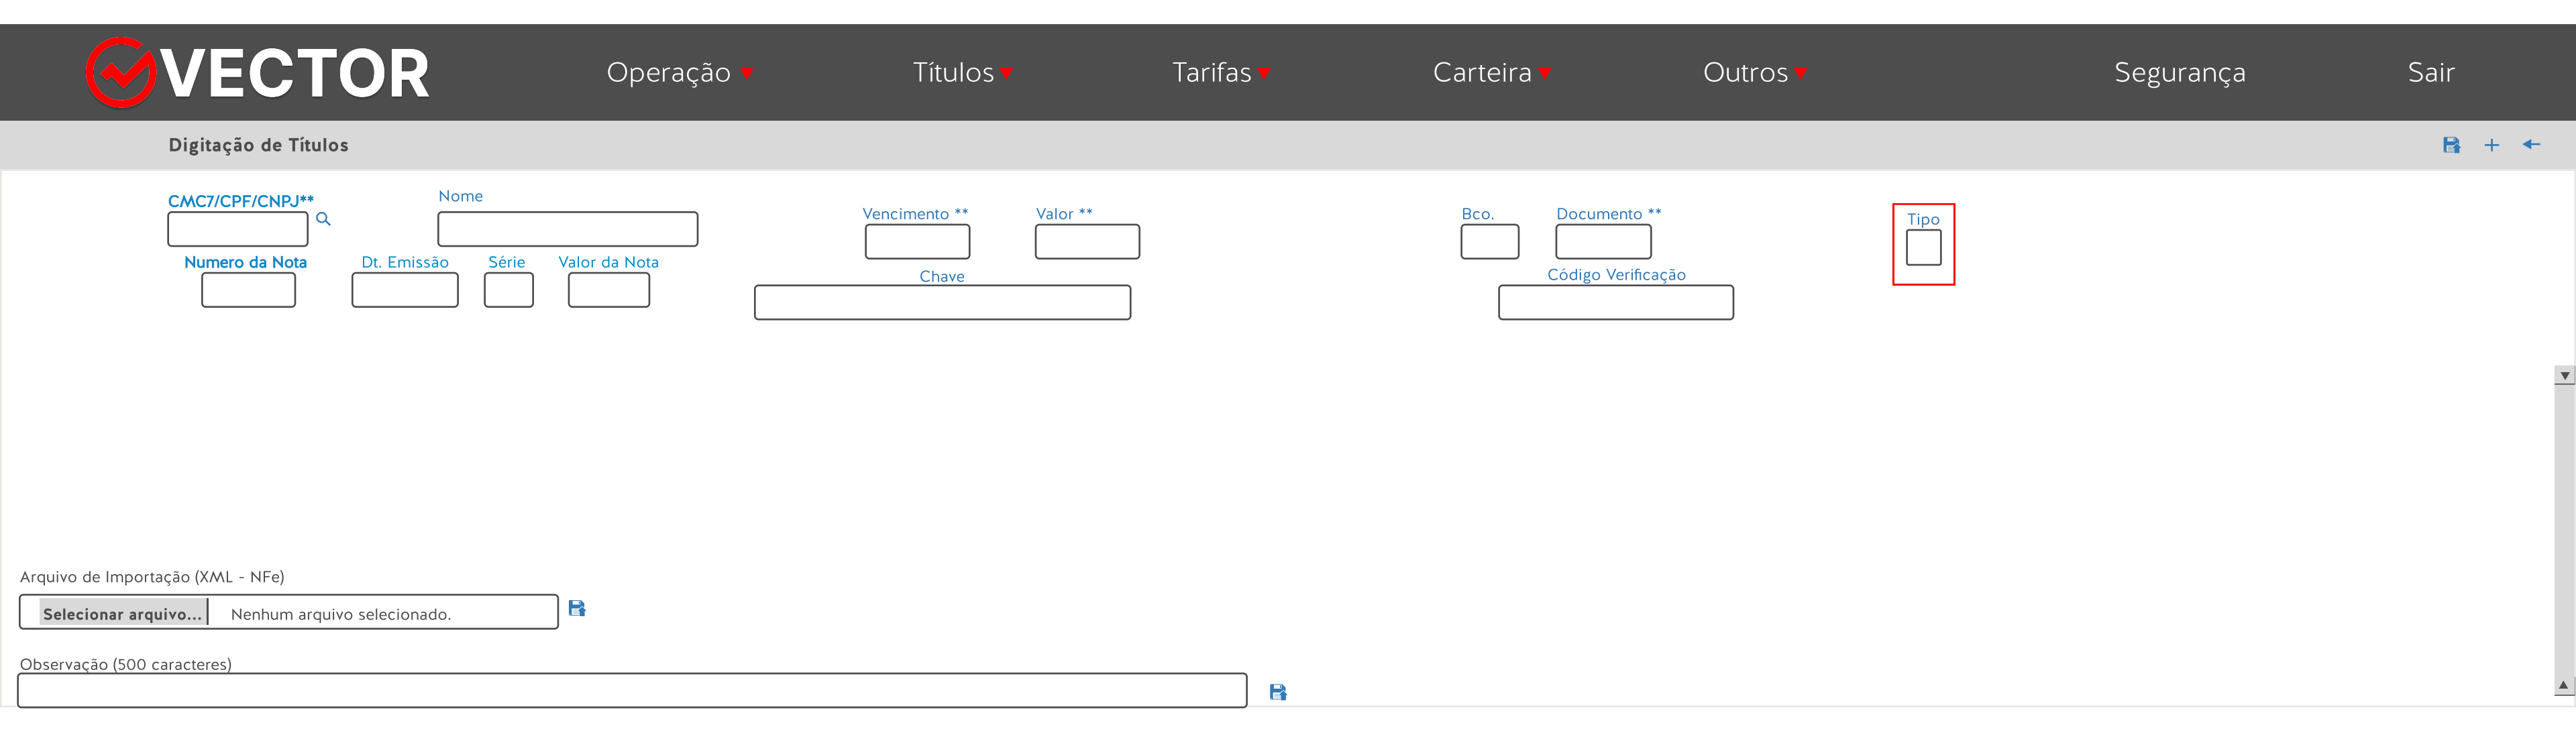 VECTOR Operação Títulos Tarifas Carteira Outros Segurança Sair
Digitação de Títulos
CMC7/CPF/CNPJ** Nome Vencimento ** Valor ** Bco. Documento ** Tipo
Numero da Nota Dt. Emissão Série Valor da Nota Chave Código Verificação
Arquivo de Importação (XML - NFe)
Selecionar arquivo... Nenhum arquivo selecionado.
Observação (500 caracteres)